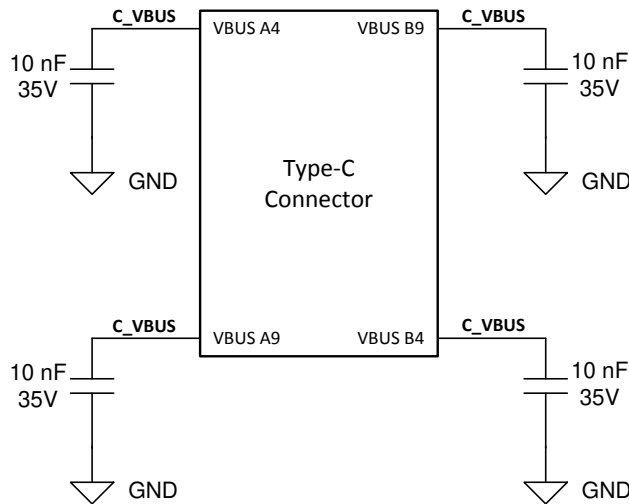 C_VBUS
VBUS A4
VBUS B9
C_VBUS
10 nF
35V
10 nF
35V
Type-C
Connector
GND
GND
C_VBUS
VBUS A9
VBUS B4
C_VBUS
10 nF
35V
10 nF
35V
GND
GND